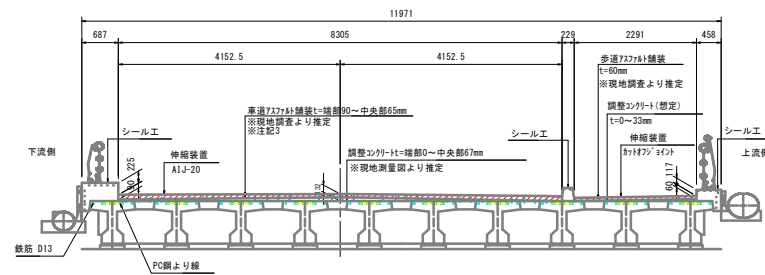 11971
687
8305
229
2291
458
4152.5
4152.5
歩道アスファルト舗装
t=60mm
※現地調査より推定
車道アスファルト舗装t=端部90～中央部65mm
※現地調査より推定
※注記3
調整コンクリート(想定)
t=0～33mm
下流側
シール工
シール工
シール工
上流側
伸縮装置
AIJ-20
調整コンクリートt=端部0～中央部67mm
※現地測量図より推定
伸縮装置
カットオフジョイント
90
225
132
60
117
鉄筋 D13
PC鋼より線